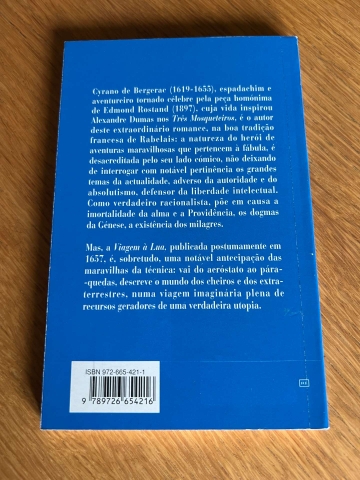 Cyrano de Bergerac (1619-1655), espadachim e
aventureiro tornado célebre pela peça homónima
de Edmond Rostand (1897), cuja vida inspirou
Alexandre Dumas nos Três Mosqueteiros, é o autor
deste extraordinário romance, na boa tradição
francesa de Rabelais: a natureza do herói de
aventuras maravilhosas que pertencem à fábula, é
desacreditada pelo seu lado cómico, não deixando
de interrogar com notável pertinência os grandes
temas da actualidade, adverso da autoridade e do
absolutismo, defensor da liberdade intelectual.
Como verdadeiro racionalista, põe em causa a
imortalidade da alma e a Providência, os dogmas
da Génese, a existência dos milagres.
Mas, a Viagem à Lua, publicada postumamente em
1657, é, sobretudo, uma notável antecipação das
maravilhas da técnica: vai do aeróstato ao pára-
-quedas, descreve o mundo dos cheiros e dos extra-
-terrestres, numa viagem imaginária plena de
recursos geradores de uma verdadeira utopia.
ISBN 972-665-421-1
9 789726 654216